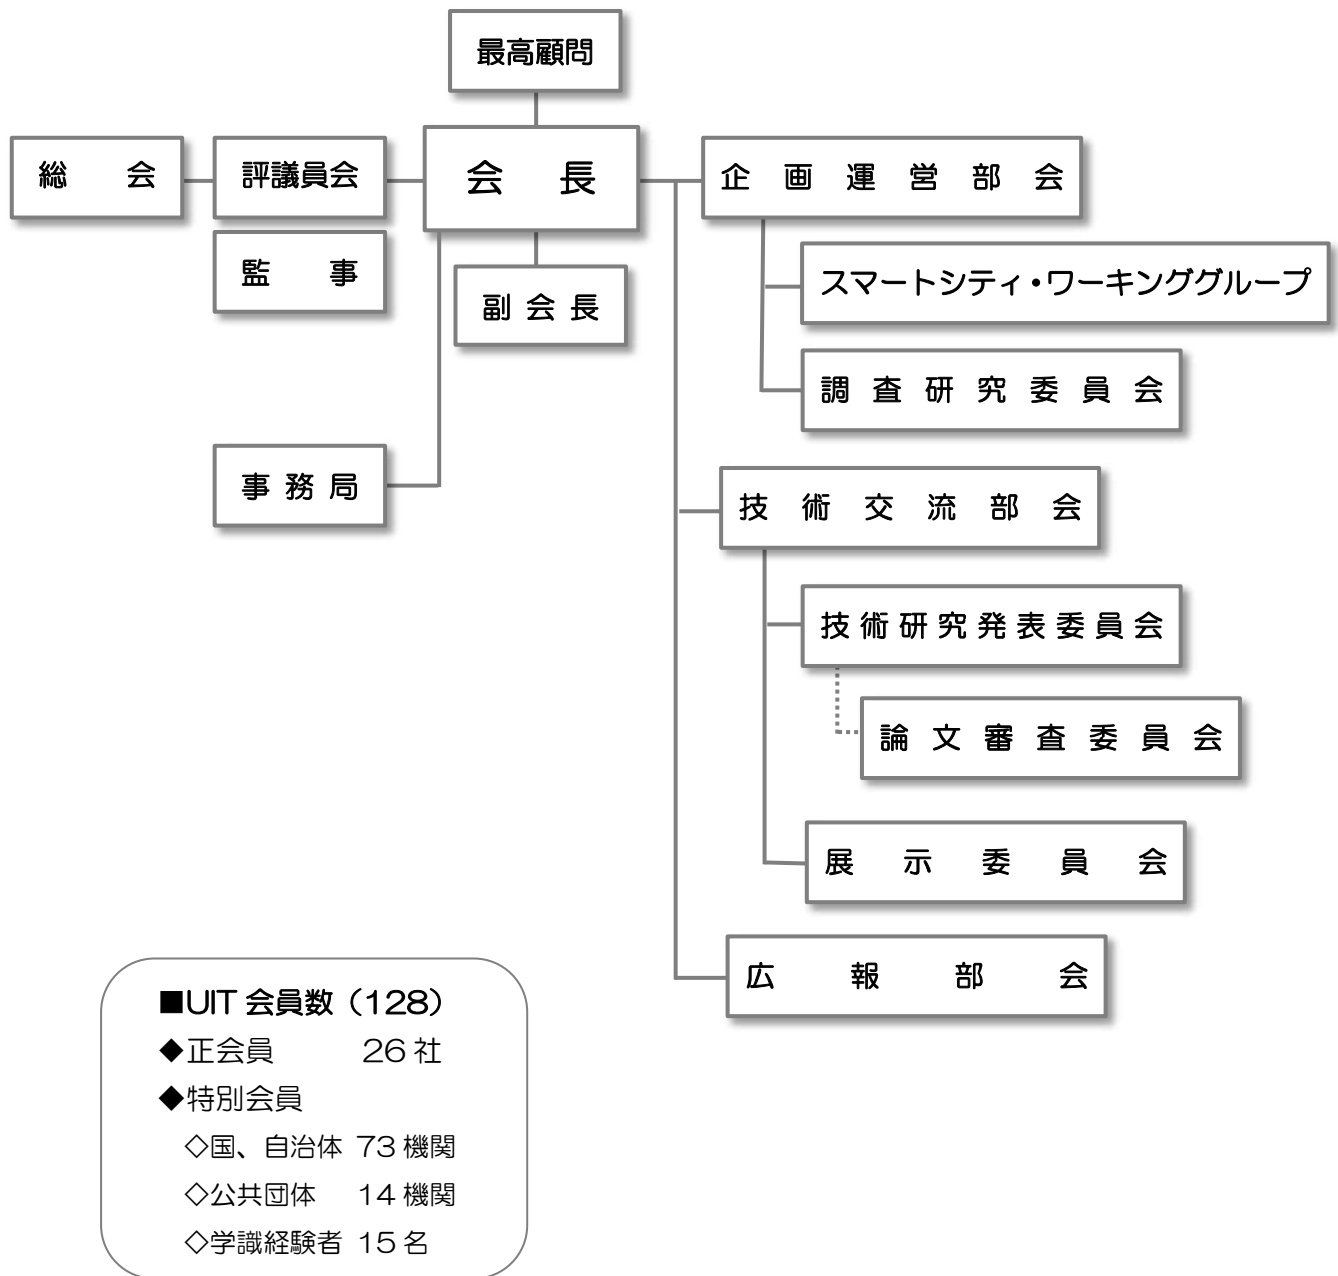 最高顧問
総会
評議員会
会長
企画運営部会
監事
スマートシティ・ワーキンググループ
副会長
調査研究委員会
事務局
技術交流部会
技術研究発表委員会
論文審査委員会
展示委員会
広報部会
■UIT 会員数（128）
◆正会員 26 社
◆特別会員
◇国、自治体 73 機関
◇公共団体 14 機関
◇学識経験者 15 名